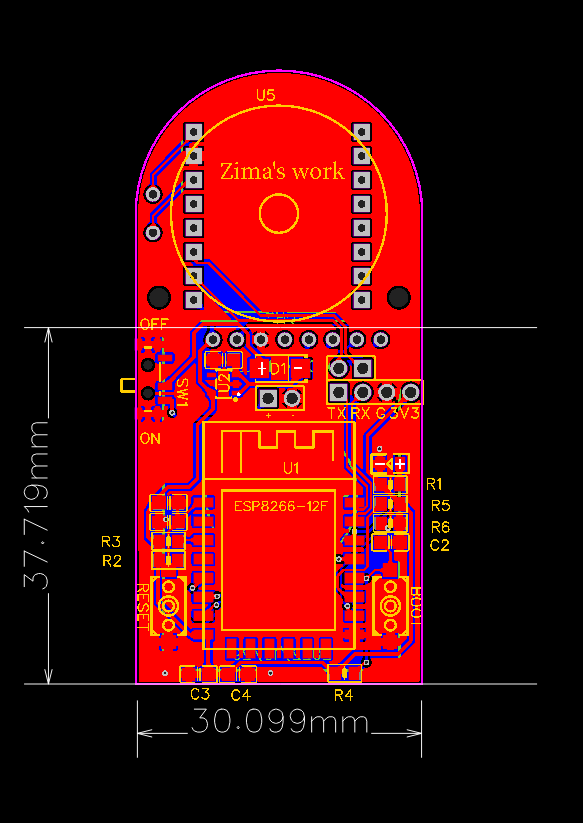 U5
Zima's work
OFF
+ D1 -
U2
SW1
+ -
TX RX G 3V3
ON
- +
U1
R1
ESP8266-12F
R5
R6
R3
C2
R2
RESET
BOOT
C3
C4
R4
37.719mm
30.099mm